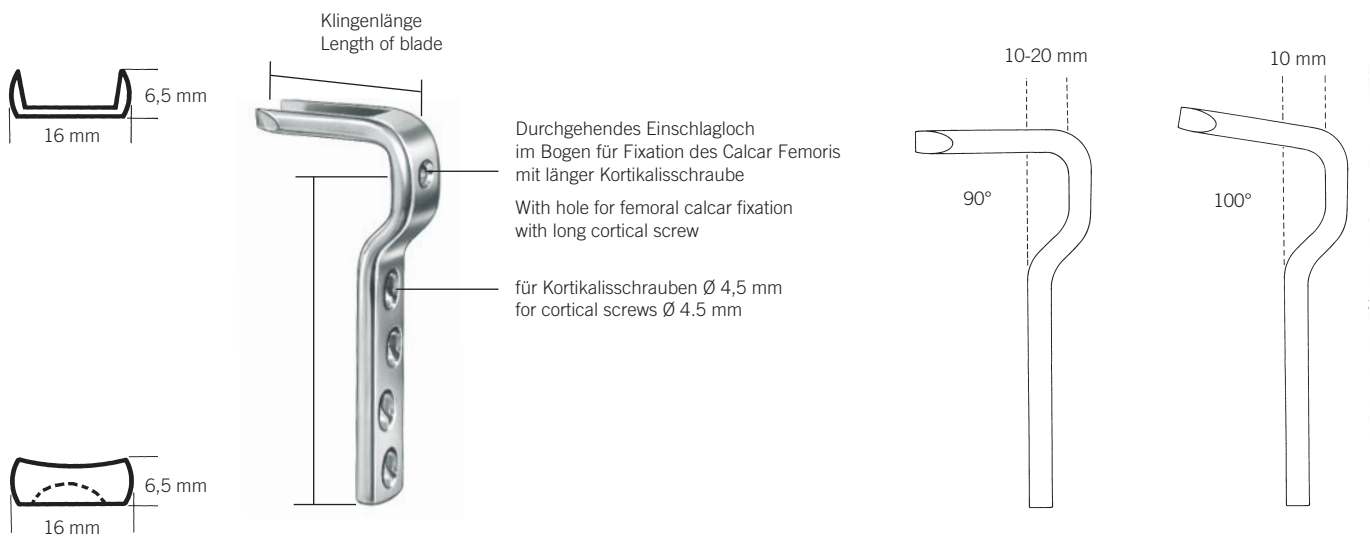 Klingenlänge
Length of blade
6,5 mm
16 mm
Durchgehendes Einschlagloch
im Bogen für Fixation des Calcar Femoris
mit länger Kortikalisschraube
With hole for femoral calcar fixation
with long cortical screw
für Kortikalisschrauben Ø 4,5 mm
for cortical screws Ø 4.5 mm
6,5 mm
16 mm
10-20 mm
90°
10 mm
100°